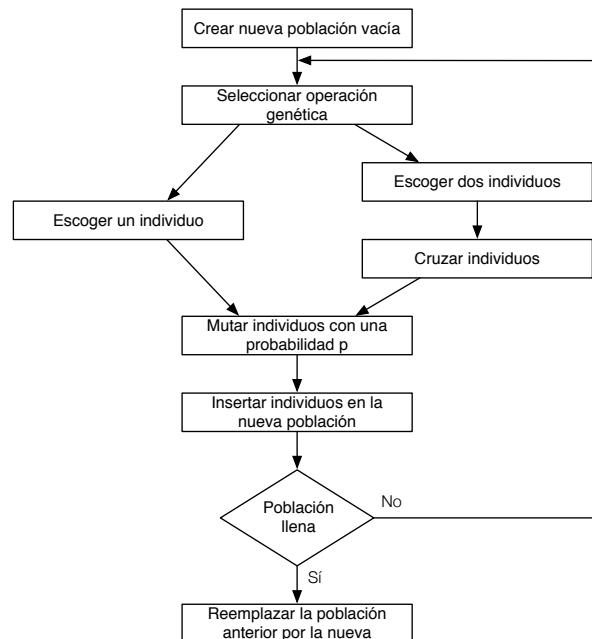 Crear nueva población vacía
Seleccionar operación
genética
Escoger dos individuos
Escoger un individuo
Cruzar individuos
Mutar individuos con una
probabilidad p
Insertar individuos en la
nueva población
Población
llena
No
Sí
Reemplazar la población
anterior por la nueva